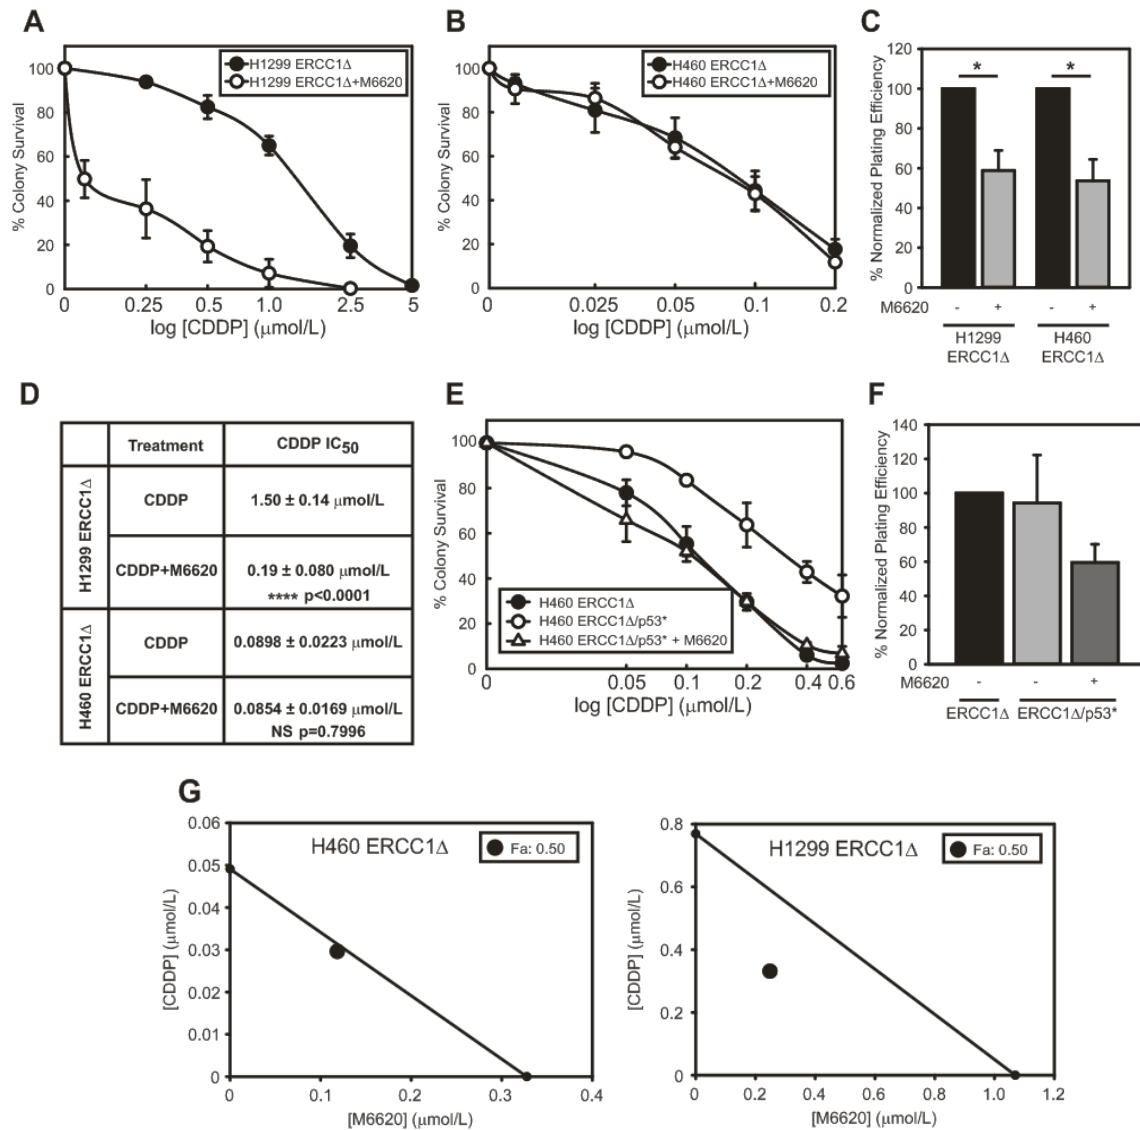 A
H1299 ERCC1Δ
H1299 ERCC1Δ+M6620
100
80
60
40
20
0
% Colony Survival
0 0.25 0.5 1.0 2.5 5
log [CDDP] (μmol/L)
B
H460 ERCC1Δ
H460 ERCC1Δ+M6620
100
80
60
40
20
0
% Colony Survival
0 0.025 0.05 0.1 0.2
log [CDDP] (μmol/L)
C
120
100
80
60
40
20
0
% Normalized Plating Efficiency
* *
M6620 - + - +
H1299 H460
ERCC1Δ ERCC1Δ
D
Treatment CDDP IC50
H1299 ERCC1Δ
CDDP 1.50 ± 0.14 μmol/L
CDDP+M6620 0.19 ± 0.080 μmol/L
**** p<0.0001
H460 ERCC1Δ
CDDP 0.0898 ± 0.0223 μmol/L
CDDP+M6620 0.0854 ± 0.0169 μmol/L
NS p=0.7996
E
100
80
60
40
20
0
% Colony Survival
H460 ERCC1Δ
H460 ERCC1Δ/p53*
H460 ERCC1Δ/p53* + M6620
0 0.05 0.1 0.2 0.4 0.6
log [CDDP] (μmol/L)
F
140
120
100
80
60
40
20
0
% Normalized Plating Efficiency
M6620 - - +
ERCC1Δ ERCC1Δ/p53*
G
H460 ERCC1Δ
Fa: 0.50
0.06
0.05
0.04
0.03
0.02
0.01
0
[CDDP] (μmol/L)
0 0.1 0.2 0.3 0.4
[M6620] (μmol/L)
H1299 ERCC1Δ
Fa: 0.50
0.8
0.6
0.4
0.2
0
[CDDP] (μmol/L)
0 0.2 0.4 0.6 0.8 1.0 1.2
[M6620] (μmol/L)